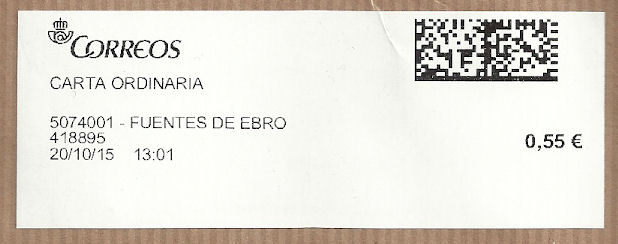 CORREOS
CARTA ORDINARIA
5074001 - FUENTES DE EBRO
418895
20/10/15 13:01
0,55 €